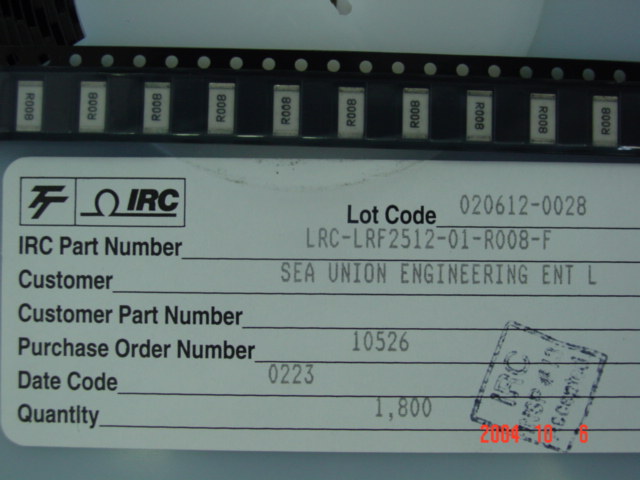 R008 R008 R008 R008 R008 R008 R008 R008 R008 R008
TT IRC
Lot Code 020612-0028
IRC Part Number LRC-LRF2512-01-R008-F
Customer SEA UNION ENGINEERING ENT L
Customer Part Number
Purchase Order Number 10526
Date Code 0223
Quantity 1,800
IRC
2004 10 6